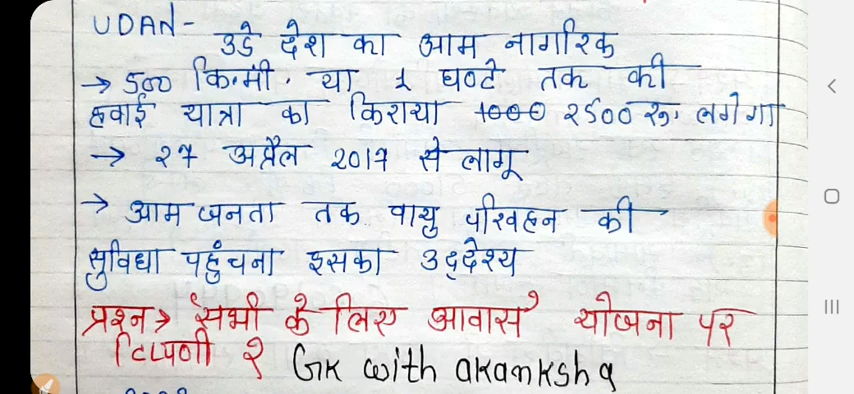 UDAN- उडे देश का आम नागरिक
→ 500 कि.मी. या 1 घण्टे तक की
हवाई यात्रा का किराया 1000 2500 रू. लगेगा
→ 27 अप्रैल 2017 से लागू
→ आम जनता तक वायु परिवहन की
सुविधा पहुंचना इसका उद्देश्य
प्रश्न→ 'सभी के लिए आवास' योजना पर
टिप्पणी ?
GK with akanksha